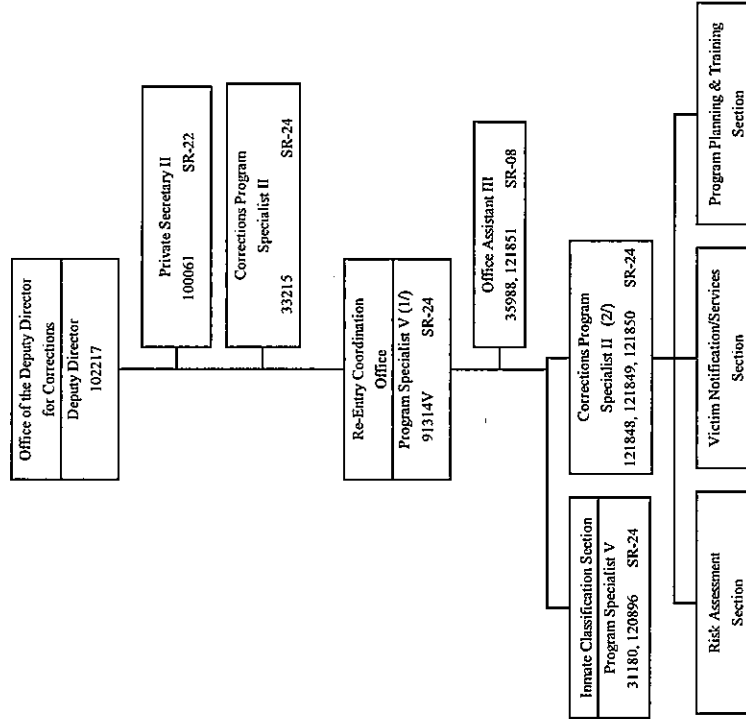 Office of the Deputy Director
for Corrections
Deputy Director
102217
Private Secretary II
100061 SR-22
Corrections Program
Specialist II
33215 SR-24
Re-Entry Coordination
Office
Program Specialist V (1/)
91314V SR-24
Office Assistant III
35988, 121851 SR-08
Inmate Classification Section
Program Specialist V
31180, 120896 SR-24
Corrections Program
Specialist II (2/)
121848, 121849, 121850 SR-24
Risk Assessment
Section
Victim Notification/Services
Section
Program Planning & Training
Section